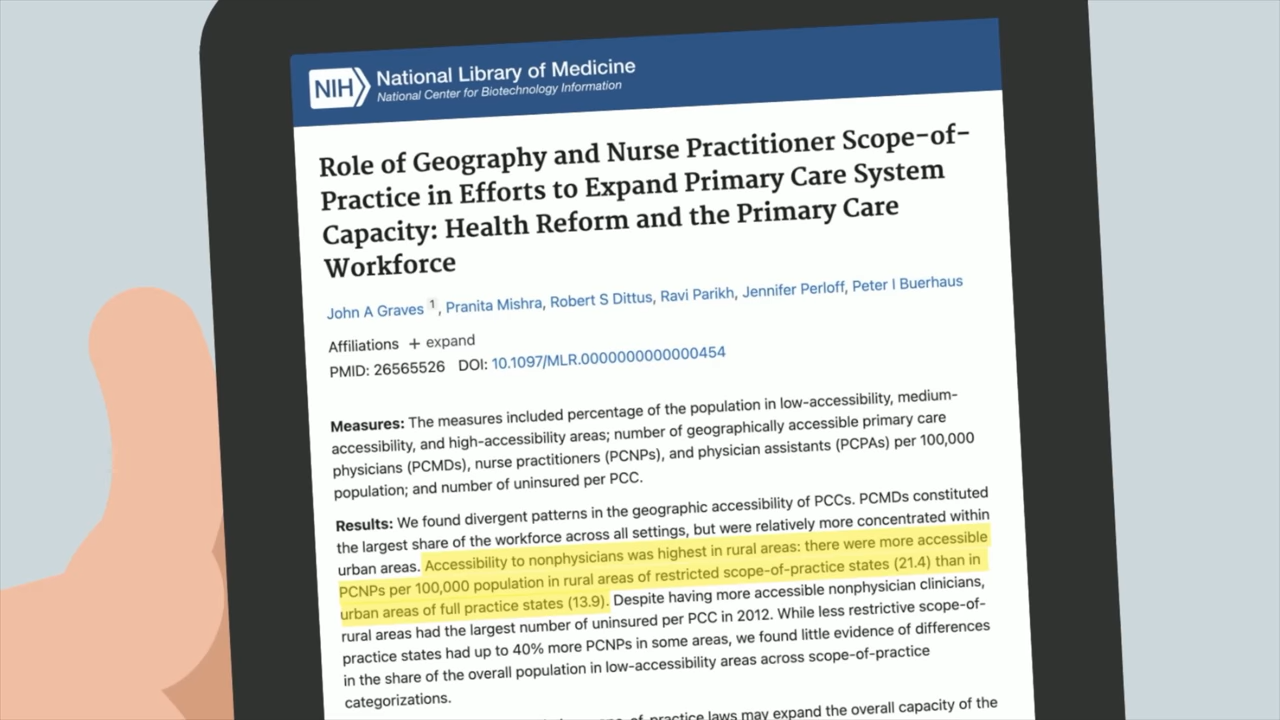 NIH National Library of Medicine
National Center for Biotechnology Information
Role of Geography and Nurse Practitioner Scope-of-
Practice in Efforts to Expand Primary Care System
Capacity: Health Reform and the Primary Care
Workforce
John A Graves 1, Pranita Mishra, Robert S Dittus, Ravi Parikh, Jennifer Perloff, Peter I Buerhaus
Affiliations + expand
PMID: 26565526 DOI: 10.1097/MLR.0000000000000454
Measures: The measures included percentage of the population in low-accessibility, medium-
accessibility, and high-accessibility areas; number of geographically accessible primary care
physicians (PCMDs), nurse practitioners (PCNPs), and physician assistants (PCPAs) per 100,000
population; and number of uninsured per PCC.
Results: We found divergent patterns in the geographic accessibility of PCCs. PCMDs constituted
the largest share of the workforce across all settings, but were relatively more concentrated within
urban areas. Accessibility to nonphysicians was highest in rural areas: there were more accessible
PCNPs per 100,000 population in rural areas of restricted scope-of-practice states (21.4) than in
urban areas of full practice states (13.9). Despite having more accessible nonphysician clinicians,
rural areas had the largest number of uninsured per PCC in 2012. While less restrictive scope-of-
practice states had up to 40% more PCNPs in some areas, we found little evidence of differences
in the share of the overall population in low-accessibility areas across scope-of-practice
categorizations.
practice laws may expand the overall capacity of the